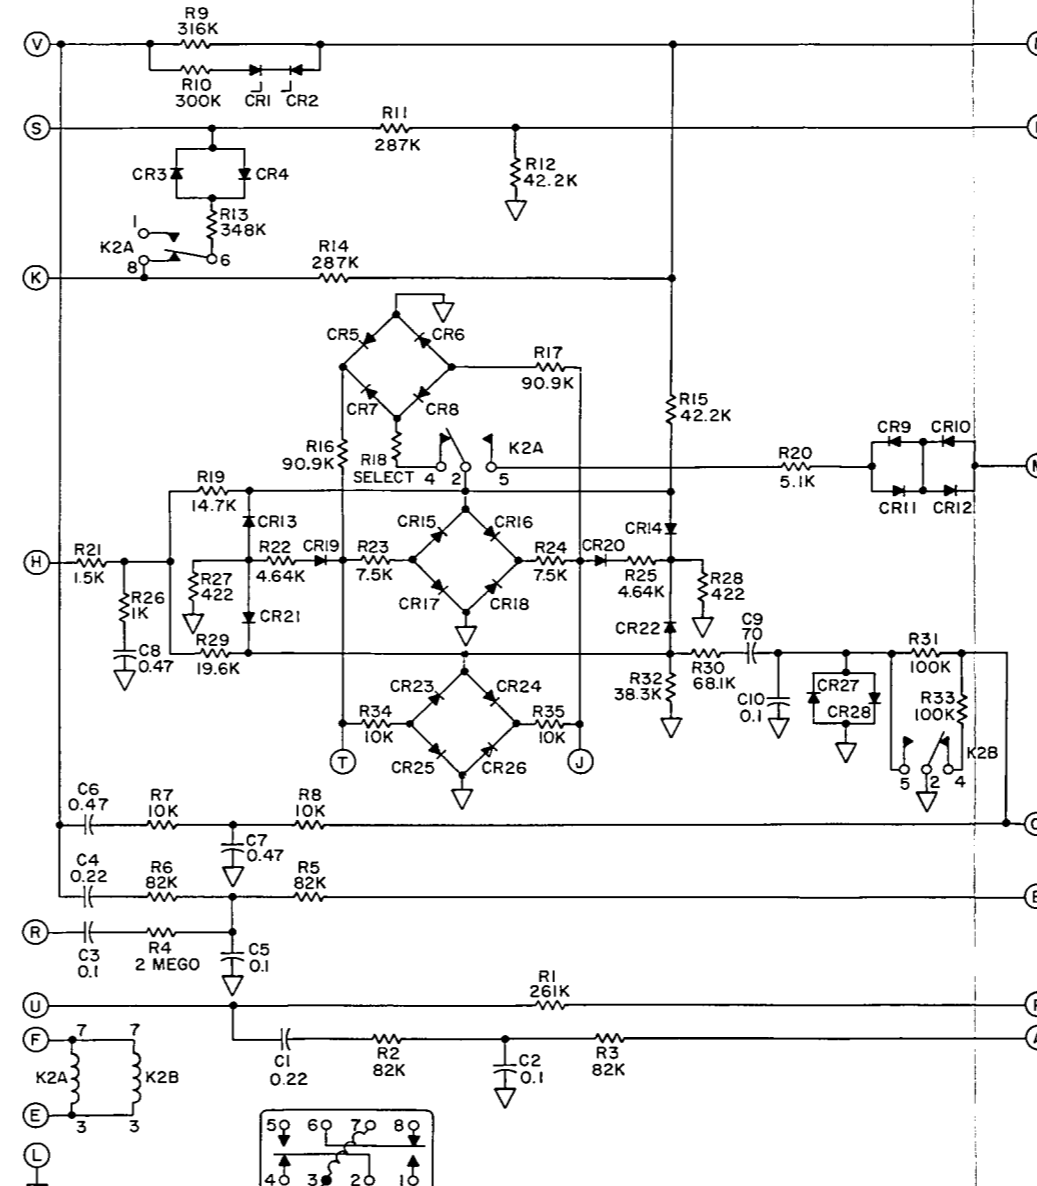 R9
316K
V
R10
300K
CR1
CR2
S
R11
287K
R12
42.2K
CR3
CR4
R13
348K
1
K2A
8
6
R14
287K
K
CR5
CR6
R17
90.9K
CR7
CR8
R15
42.2K
R16
90.9K
R18
SELECT
4
2
5
K2A
R20
5.1K
CR9
CR10
CR11
CR12
R19
14.7K
CR13
CR15
CR16
CR14
H
R21
1.5K
R22
4.64K
CR19
R23
7.5K
R24
7.5K
CR20
R25
4.64K
R27
422
R28
422
R26
1K
CR17
CR18
CR21
CR22
C8
0.47
R29
19.6K
R30
68.1K
C9
70
R31
100K
R32
38.3K
C10
0.1
CR27
CR28
R33
100K
K2B
5
2
4
CR23
CR24
R34
10K
R35
10K
CR25
CR26
T
J
C6
0.47
R7
10K
R8
10K
C7
0.47
C4
0.22
R6
82K
R5
82K
R
C3
0.1
R4
2 MEGO
C5
0.1
U
R1
261K
F
7
7
K2A
K2B
C1
0.22
R2
82K
C2
0.1
R3
82K
E
3
3
L
5
6
7
8
4
3
2
1